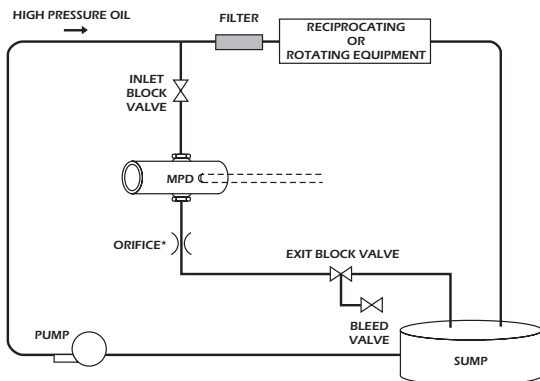 HIGH PRESSURE OIL
FILTER
RECIPROCATING
OR
ROTATING EQUIPMENT
INLET
BLOCK
VALVE
MPD
ORIFICE*
EXIT BLOCK VALVE
BLEED
VALVE
PUMP
SUMP